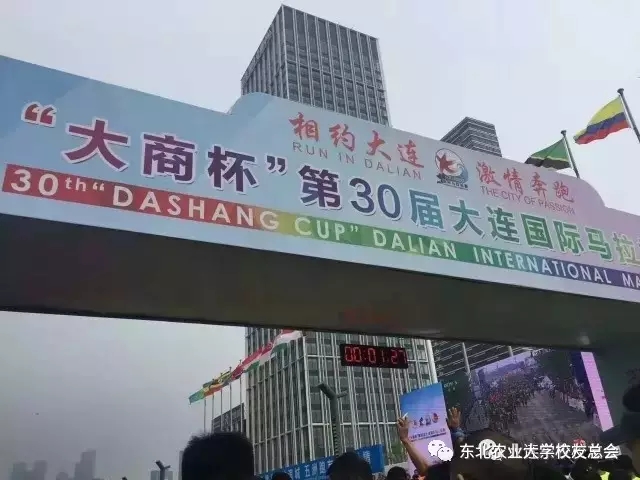 相约大连
RUN IN DALIAN
激情奔跑
THE CITY OF PASSION
“大商杯”第30届大连国际马拉
30th “DASHANG CUP” DALIAN INTERNATIONAL MA
00:01:27
东北农业大学校友总会